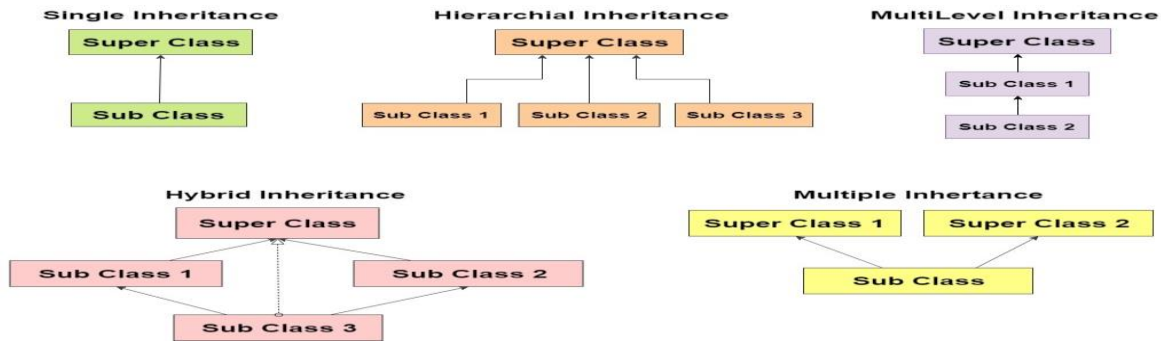 Single Inheritance
Super Class
Sub Class
Hierarchial Inheritance
Super Class
Sub Class 1
Sub Class 2
Sub Class 3
MultiLevel Inheritance
Super Class
Sub Class 1
Sub Class 2
Hybrid Inheritance
Super Class
Sub Class 1
Sub Class 2
Sub Class 3
Multiple Inhertance
Super Class 1
Super Class 2
Sub Class